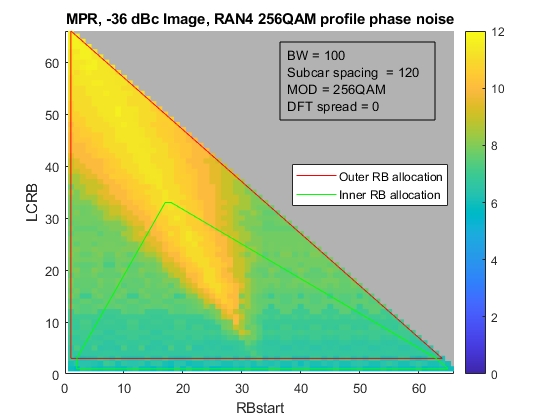 MPR, -36 dBc Image, RAN4 256QAM profile phase noise
BW = 100
Subcar spacing = 120
MOD = 256QAM
DFT spread = 0
Outer RB allocation
Inner RB allocation
LCRB
60
50
40
30
20
10
0
0 10 20 30 40 50 60
RBstart
12
10
8
6
4
2
0